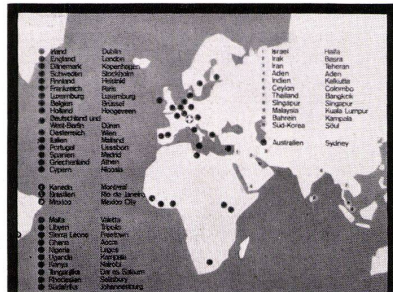 Irland Dublin
England London
Dänemark Kopenhagen
Schweden Stockholm
Finnland Helsinki
Frankreich Paris
Luxemburg Luxemburg
Belgien Brüssel
Holland Hoogeveen
Deutschland und
West-Berlin Düren
Oesterreich Wien
Italien Mailand
Portugal Lissabon
Spanien Madrid
Griechenland Athen
Cypern Nicosia
Kanada Montreal
Brasilien Rio de Janeiro
Mexico Mexico City
Malta Valetta
Libyen Tripolis
Sierra Leone Freetown
Ghana Accra
Nigeria Lagos
Uganda Kampala
Kenya Nairobi
Tanganjika Dar es Salaam
Rhodesien Salisbury
Südafrika Johannesburg
Israel Haifa
Irak Basra
Iran Teheran
Aden Aden
Indien Kalkutta
Ceylon Colombo
Thailand Bangkok
Singapur Singapur
Malaysia Kuala Lumpur
Bahrein Kampala
Süd-Korea Söul
Australien Sydney